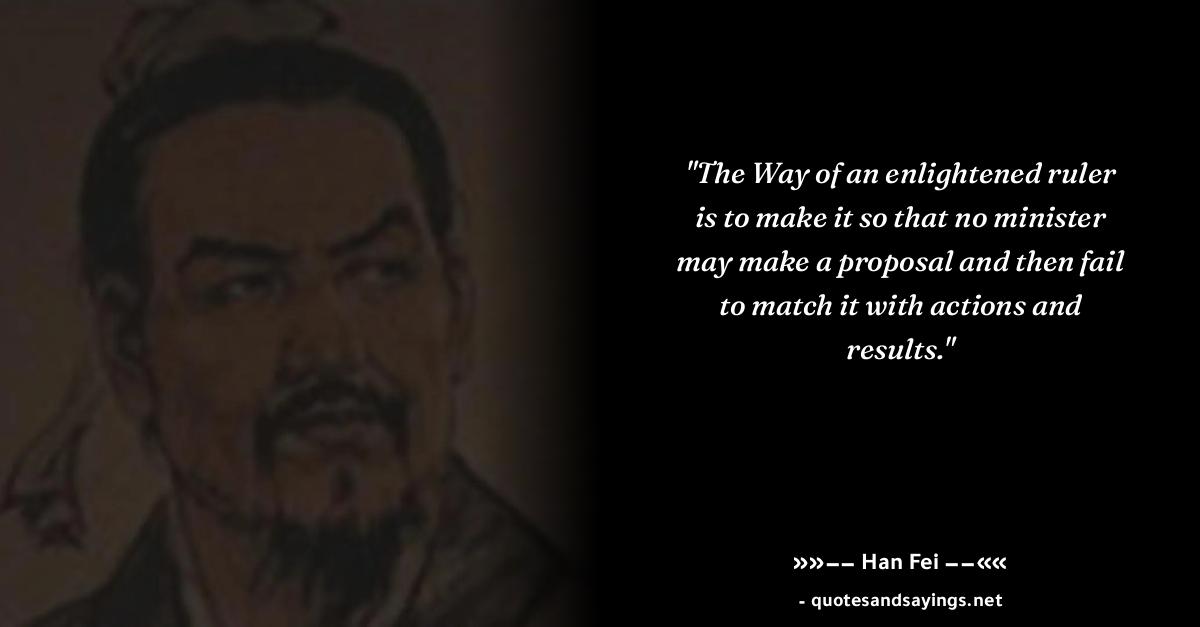 "The Way of an enlightened ruler
is to make it so that no minister
may make a proposal and then fail
to match it with actions and
results."
»»-- Han Fei --««
- quotesandsayings.net